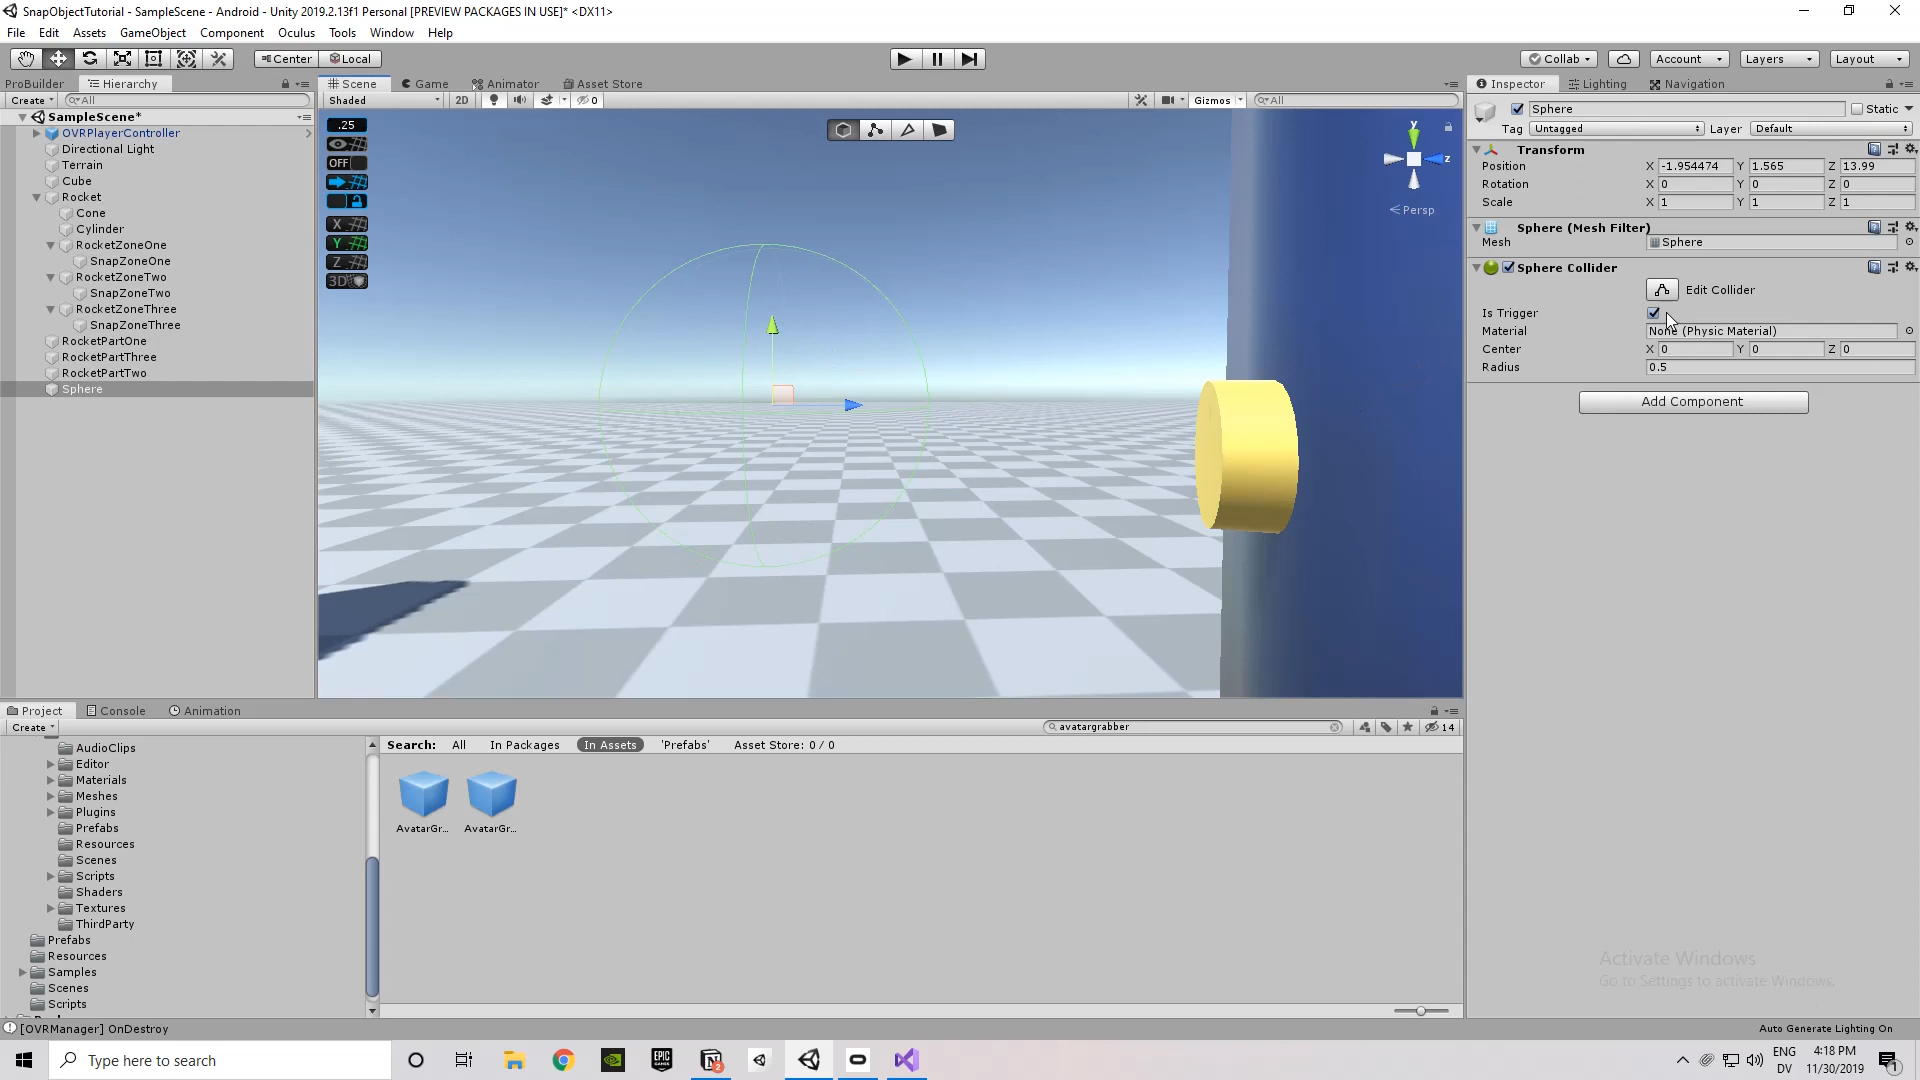 SnapObjectTutorial - SampleScene - Android - Unity 2019.2.13f1 Personal [PREVIEW PACKAGES IN USE]* <DX11>
File Edit Assets GameObject Component Oculus Tools Window Help
Center Local Collab Account Layers Layout
ProBuilder Hierarchy Scene Game Animator Asset Store Inspector Lighting Navigation
Create All Shaded 2D 0 Gizmos All
SampleScene*
OVRPlayerController
Directional Light
Terrain
Cube
Rocket
Cone
Cylinder
RocketZoneOne
SnapZoneOne
RocketZoneTwo
SnapZoneTwo
RocketZoneThree
SnapZoneThree
RocketPartOne
RocketPartThree
RocketPartTwo
Sphere
.25
OFF
X
Y
Z
3D
y
z
Persp
Sphere Static
Tag Untagged Layer Default
Transform
Position X -1.954474 Y 1.565 Z 13.99
Rotation X 0 Y 0 Z 0
Scale X 1 Y 1 Z 1
Sphere (Mesh Filter)
Mesh Sphere
Sphere Collider
Edit Collider
Is Trigger
Material None (Physic Material)
Center X 0 Y 0 Z 0
Radius 0.5
Add Component
Project Console Animation
Create avatargrabber 14
Search: All In Packages In Assets 'Prefabs' Asset Store: 0 / 0
AudioClips
Editor
Materials
Meshes
Plugins
Prefabs
Resources
Scenes
Scripts
Shaders
Textures
ThirdParty
Prefabs
Resources
Samples
Scenes
Scripts
AvatarGr... AvatarGr...
Activate Windows
Go to Settings to activate Windows.
[OVRManager] OnDestroy Auto Generate Lighting On
Type here to search
EPIC GAMES
2
ENG
DV
4:18 PM
11/30/2019
1